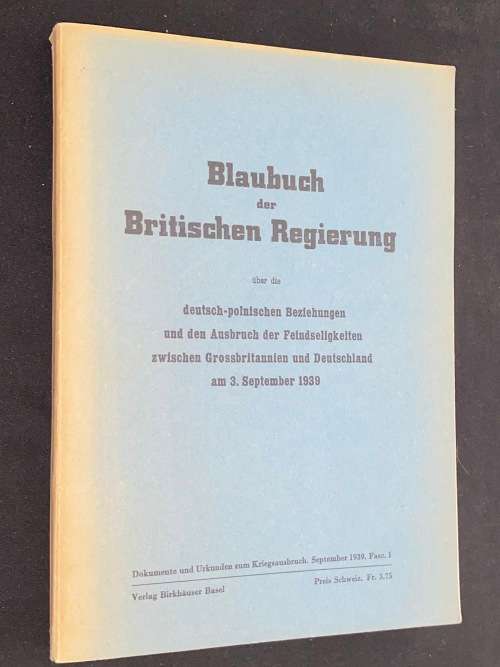 Blaubuch
der
Britischen Regierung
über die
deutsch-polnischen Beziehungen
und den Ausbruch der Feindseligkeiten
zwischen Grossbritannien und Deutschland
am 3. September 1939
Dokumente und Urkunden zum Kriegsausbruch. September 1939, Fasc. 1
Verlag Birkhäuser Basel
Preis Schweiz. Fr. 3.75